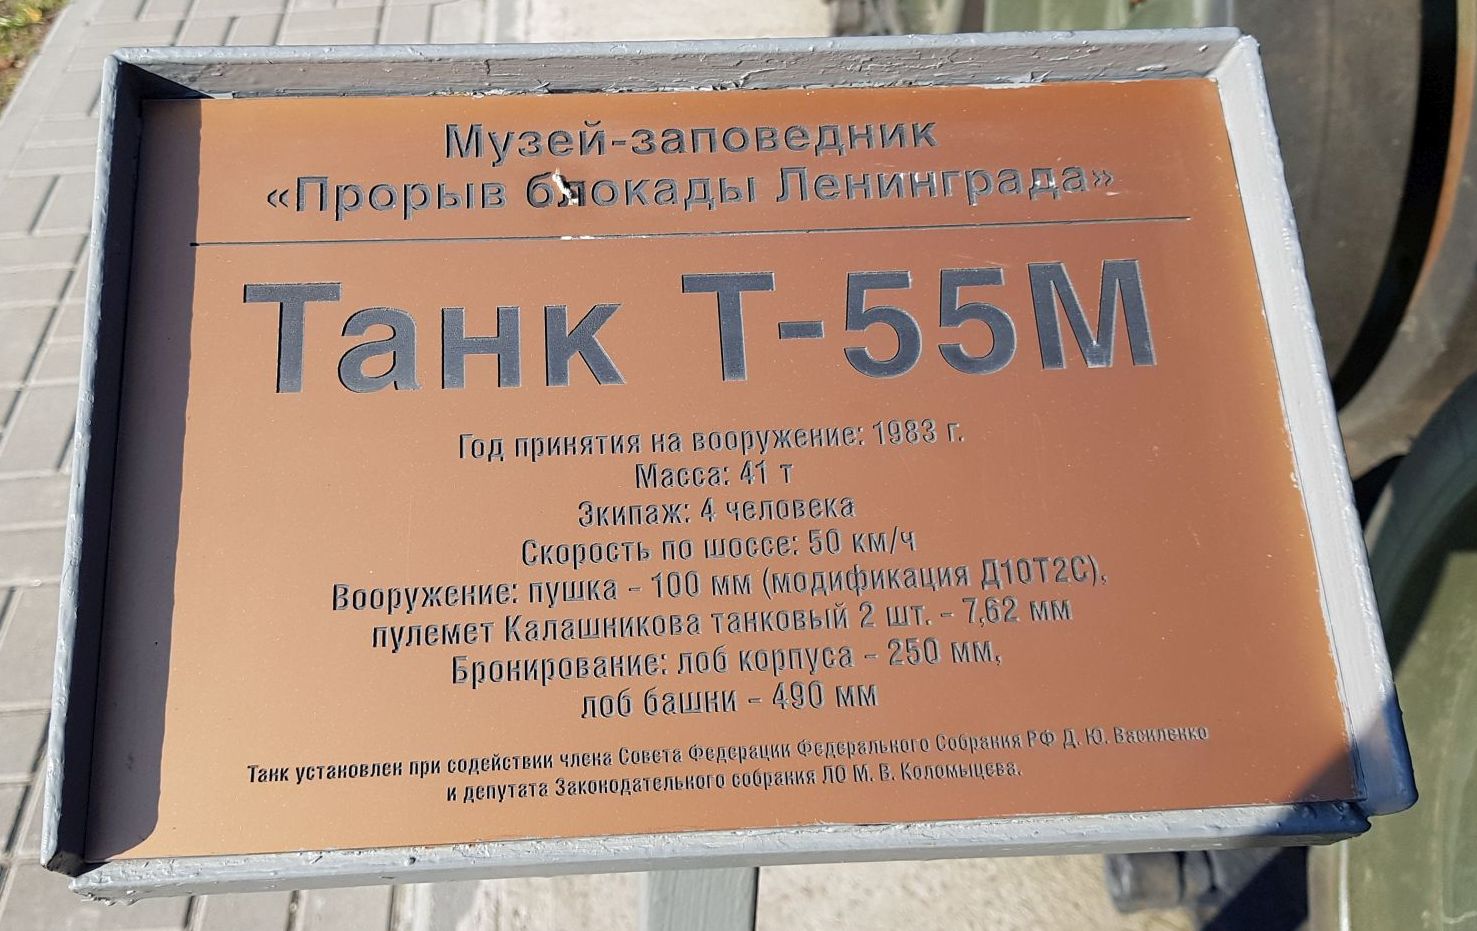 Музей-заповедник
«Прорыв блокады Ленинграда»
Танк Т-55М
Год принятия на вооружение: 1983 г.
Масса: 41 т
Экипаж: 4 человека
Скорость по шоссе: 50 км/ч
Вооружение: пушка - 100 мм (модификация Д10Т2С),
пулемет Калашникова танковый 2 шт. - 7,62 мм
Бронирование: лоб корпуса - 250 мм,
лоб башни - 490 мм
Танк установлен при содействии члена Совета Федерации Федерального Собрания РФ Д. Ю. Василенко
и депутата Законодательного собрания ЛО М. В. Коломыцева.